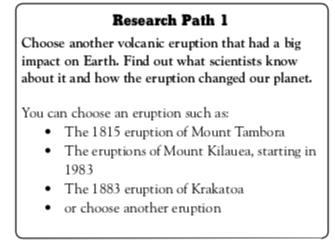 Research Path 1
Choose another volcanic eruption that had a big
impact on Earth. Find out what scientists know
about it and how the eruption changed our planet.
You can choose an eruption such as:
• The 1815 eruption of Mount Tambora
• The eruptions of Mount Kilauea, starting in
1983
• The 1883 eruption of Krakatoa
• or choose another eruption